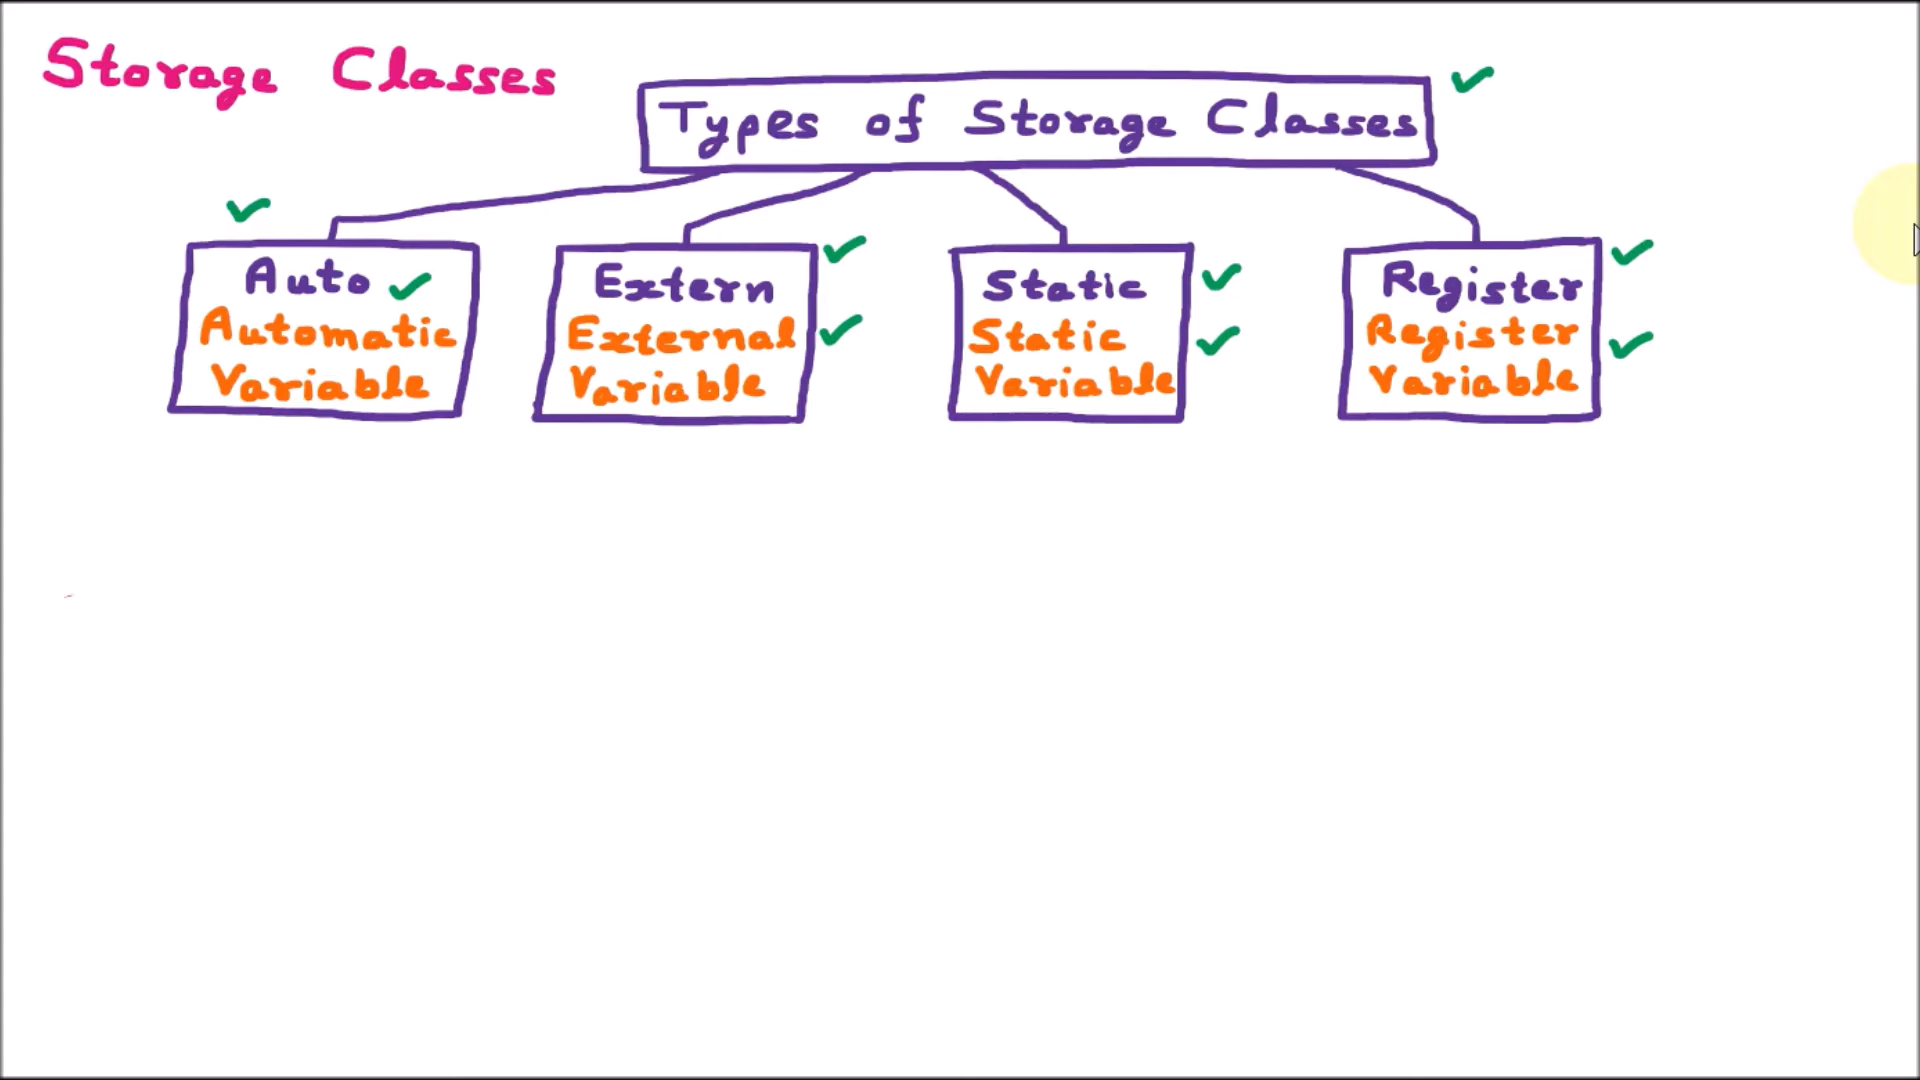 Storage Classes
Types of Storage Classes
Auto
Automatic
Variable
Extern
External
Variable
Static
Static
Variable
Register
Register
Variable